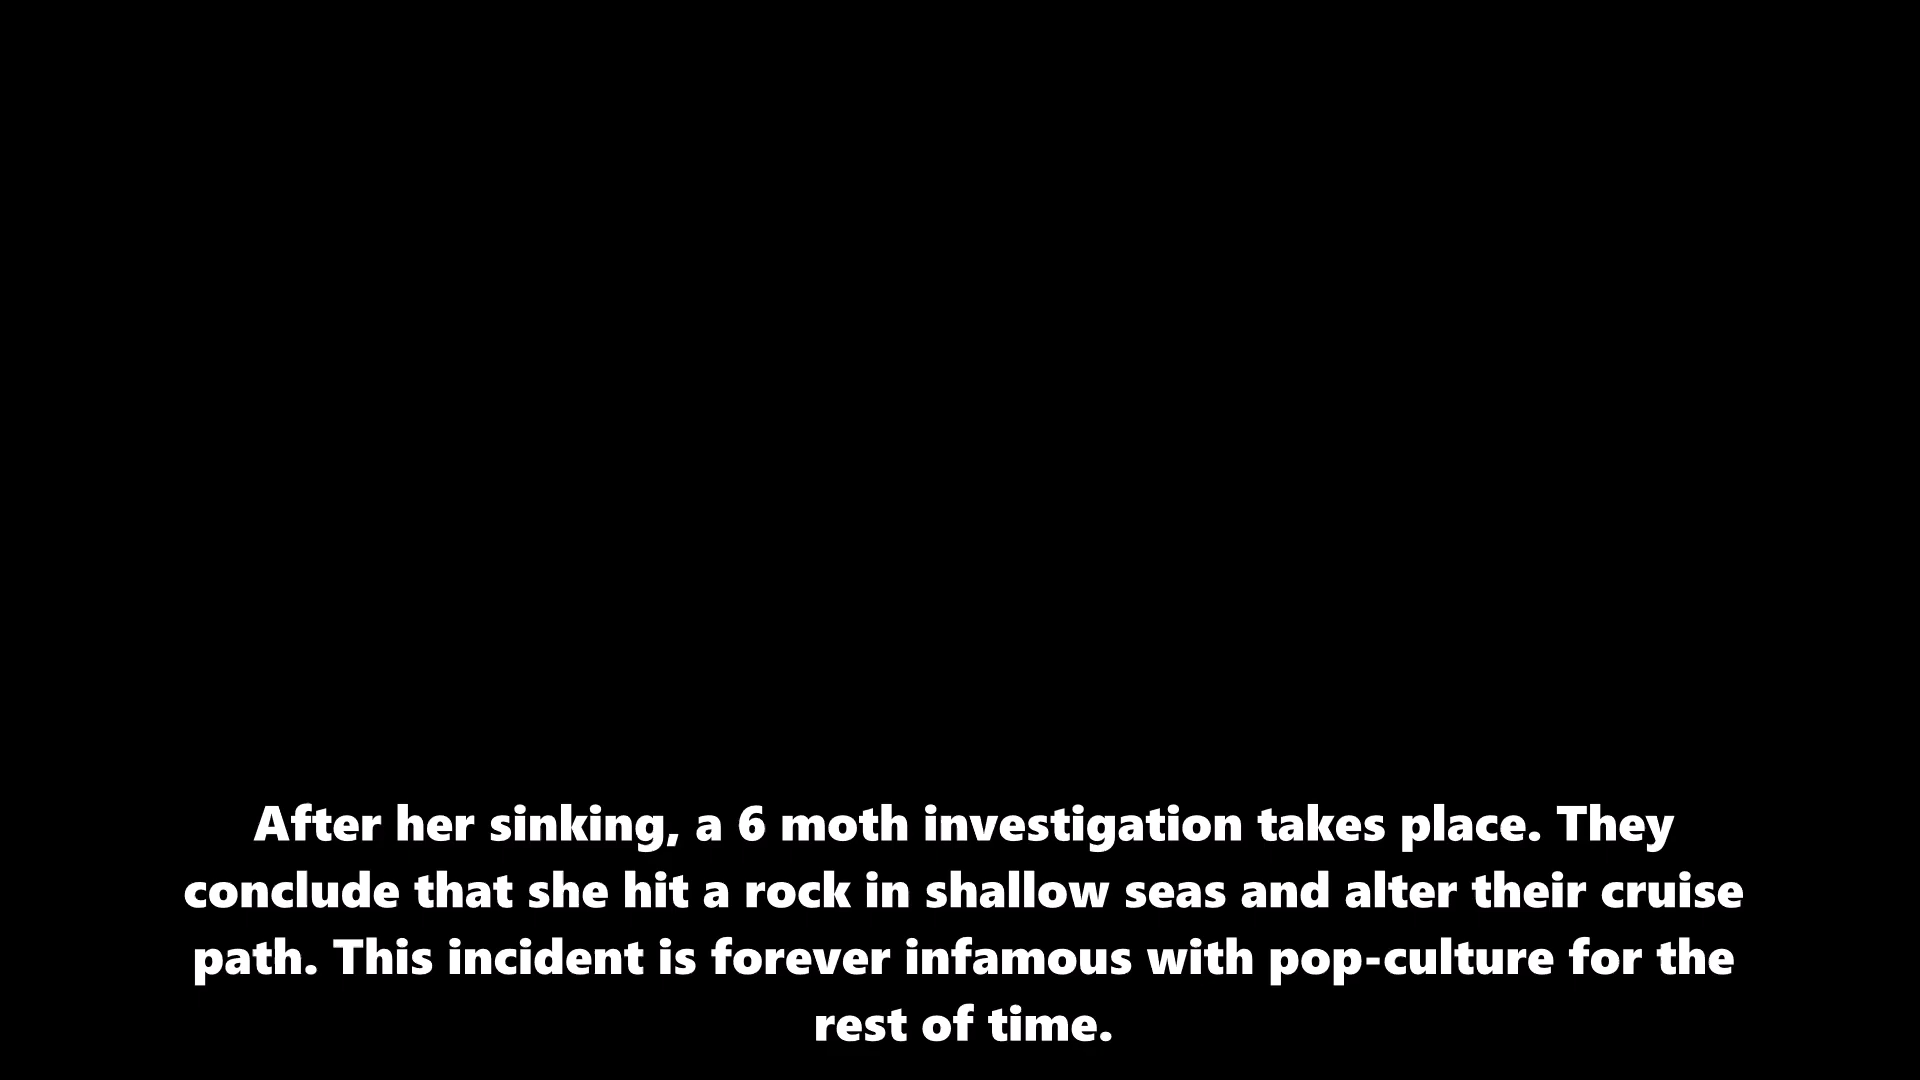 After her sinking, a 6 moth investigation takes place. They
conclude that she hit a rock in shallow seas and alter their cruise
path. This incident is forever infamous with pop-culture for the
rest of time.